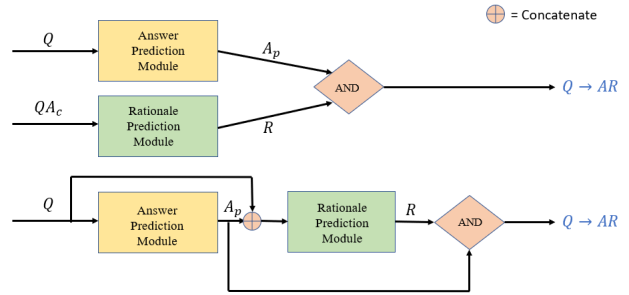 = Concatenate
Q
Answer
Prediction
Module
A_p
AND
Q → AR
QA_c
Rationale
Prediction
Module
R
Q
Answer
Prediction
Module
A_p
Rationale
Prediction
Module
R
AND
Q → AR